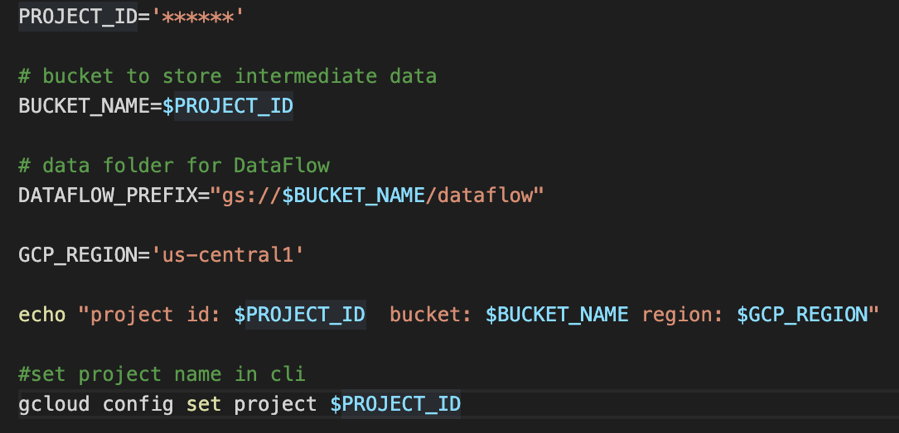 PROJECT_ID='******'
# bucket to store intermediate data
BUCKET_NAME=$PROJECT_ID
# data folder for DataFlow
DATAFLOW_PREFIX="gs://$BUCKET_NAME/dataflow"
GCP_REGION='us-central1'
echo "project id: $PROJECT_ID  bucket: $BUCKET_NAME region: $GCP_REGION"
#set project name in cli
gcloud config set project $PROJECT_ID